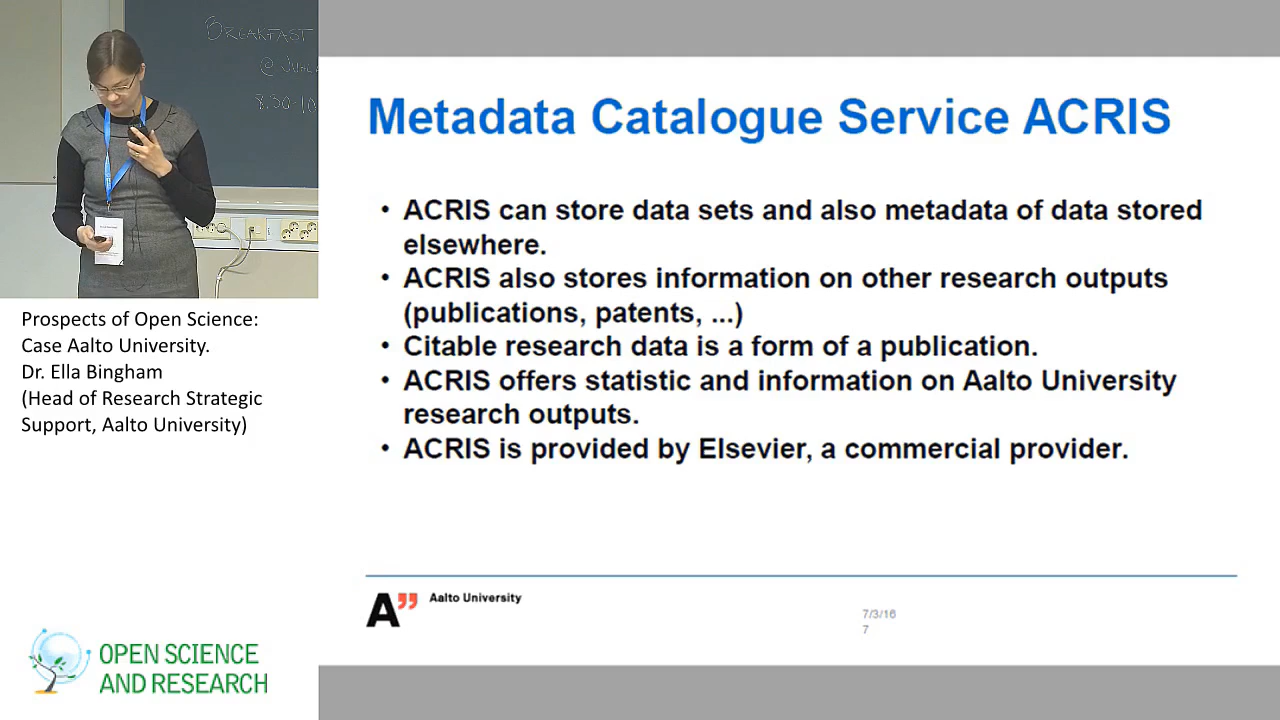 BREAKFAST
@
8.30-10
Prospects of Open Science:
Case Aalto University.
Dr. Ella Bingham
(Head of Research Strategic
Support, Aalto University)
OPEN SCIENCE
AND RESEARCH
Metadata Catalogue Service ACRIS
• ACRIS can store data sets and also metadata of data stored
elsewhere.
• ACRIS also stores information on other research outputs
(publications, patents, ...)
• Citable research data is a form of a publication.
• ACRIS offers statistic and information on Aalto University
research outputs.
• ACRIS is provided by Elsevier, a commercial provider.
A”
Aalto University
7/3/16
7